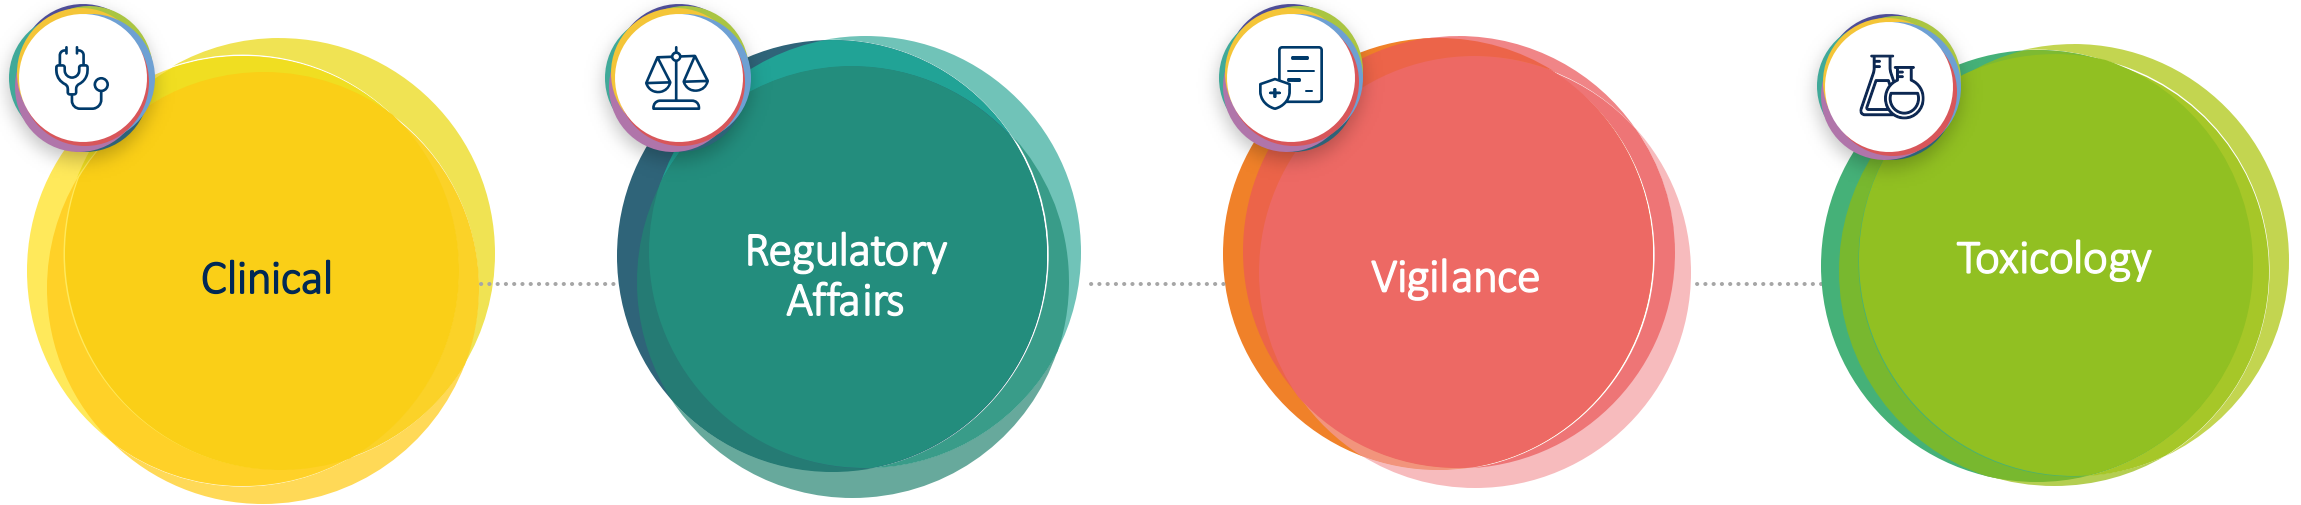 Clinical
Regulatory
Affairs
Vigilance
Toxicology